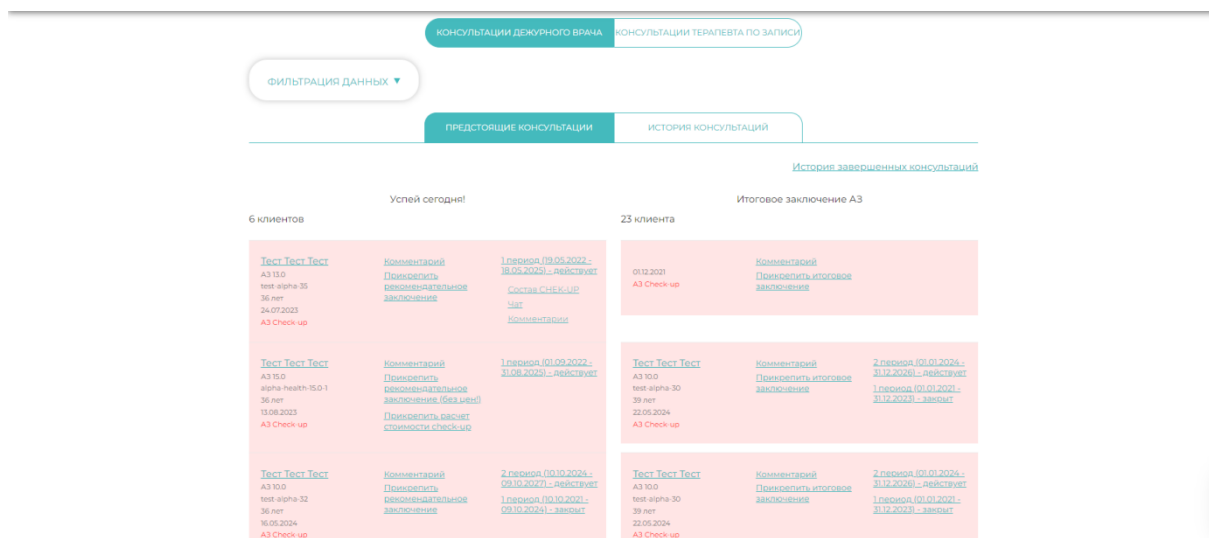 КОНСУЛЬТАЦИИ ДЕЖУРНОГО ВРАЧА
КОНСУЛЬТАЦИИ ТЕРАПЕВТА ПО ЗАПИСИ
ФИЛЬТРАЦИЯ ДАННЫХ ▼
ПРЕДСТОЯЩИЕ КОНСУЛЬТАЦИИ
ИСТОРИЯ КОНСУЛЬТАЦИЙ
История завершенных консультаций
Успей сегодня!
6 клиентов
Тест Тест Тест
АЗ 13.0
test-alpha-35
36 лет
24.07.2023
АЗ Check-up
Комментарий
Прикрепить
рекомендательное
заключение
1 период (19.05.2022 -
18.05.2025) - действует
Состав CHEK-UP
Чат
Комментарии
Тест Тест Тест
АЗ 15.0
alpha-health-15.0-1
36 лет
13.08.2023
АЗ Check-up
Комментарий
Прикрепить
рекомендательное
заключение (без цен!)
Прикрепить расчет
стоимости check-up
1 период (01.09.2022 -
31.08.2025) - действует
Тест Тест Тест
АЗ 10.0
test-alpha-32
36 лет
16.05.2024
АЗ Check-up
Комментарий
Прикрепить
рекомендательное
заключение
2 период (10.10.2024 -
09.10.2027) - действует
1 период (10.10.2021 -
09.10.2024) - закрыт
Итоговое заключение АЗ
23 клиента
01.12.2021
АЗ Check-up
Комментарий
Прикрепить итоговое
заключение
Тест Тест Тест
АЗ 10.0
test-alpha-30
39 лет
22.05.2024
АЗ Check-up
Комментарий
Прикрепить итоговое
заключение
2 период (01.01.2024 -
31.12.2026) - действует
1 период (01.01.2021 -
31.12.2023) - закрыт
Тест Тест Тест
АЗ 10.0
test-alpha-30
39 лет
22.05.2024
АЗ Check-up
Комментарий
Прикрепить итоговое
заключение
2 период (01.01.2024 -
31.12.2026) - действует
1 период (01.01.2021 -
31.12.2023) - закрыт